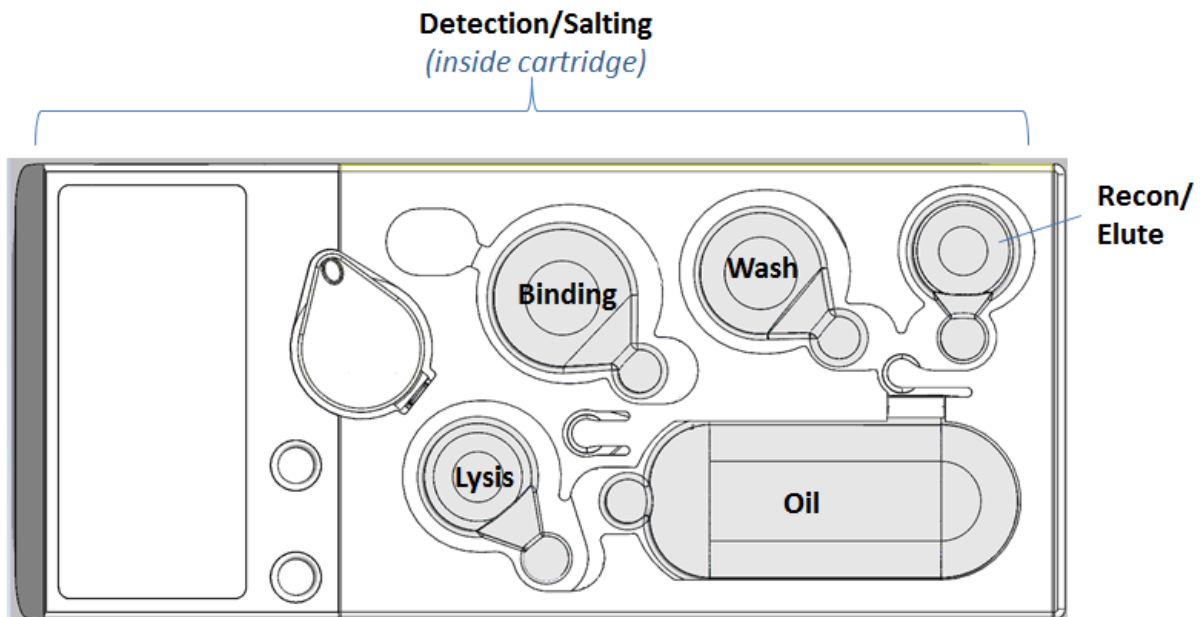 Detection/Salting
(inside cartridge)
Recon/
Elute
Binding
Wash
Lysis
Oil